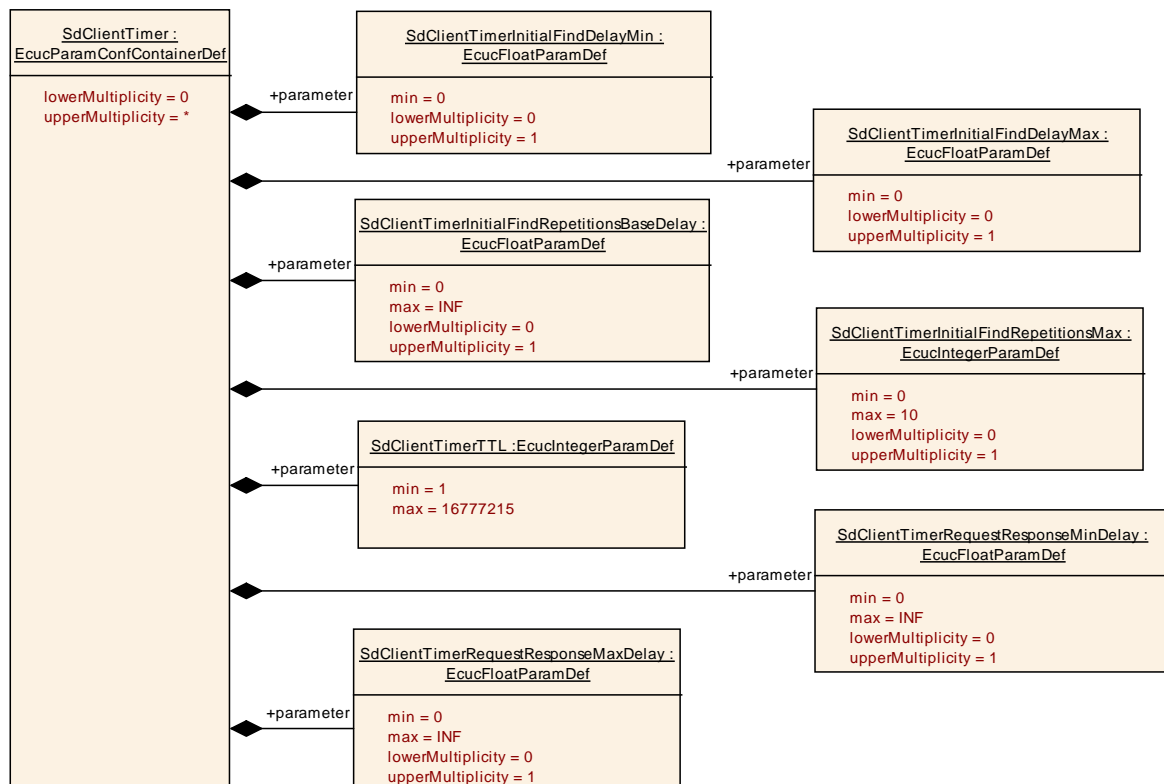 SdClientTimer :
EcucParamConfContainerDef
lowerMultiplicity = 0
upperMultiplicity = *
+parameter
SdClientTimerInitialFindDelayMin :
EcucFloatParamDef
min = 0
lowerMultiplicity = 0
upperMultiplicity = 1
+parameter
SdClientTimerInitialFindDelayMax :
EcucFloatParamDef
min = 0
lowerMultiplicity = 0
upperMultiplicity = 1
+parameter
SdClientTimerInitialFindRepetitionsBaseDelay :
EcucFloatParamDef
min = 0
max = INF
lowerMultiplicity = 0
upperMultiplicity = 1
+parameter
SdClientTimerInitialFindRepetitionsMax :
EcucIntegerParamDef
min = 0
max = 10
lowerMultiplicity = 0
upperMultiplicity = 1
+parameter
SdClientTimerTTL :EcucIntegerParamDef
min = 1
max = 16777215
+parameter
SdClientTimerRequestResponseMinDelay :
EcucFloatParamDef
min = 0
max = INF
lowerMultiplicity = 0
upperMultiplicity = 1
+parameter
SdClientTimerRequestResponseMaxDelay :
EcucFloatParamDef
min = 0
max = INF
lowerMultiplicity = 0
upperMultiplicity = 1